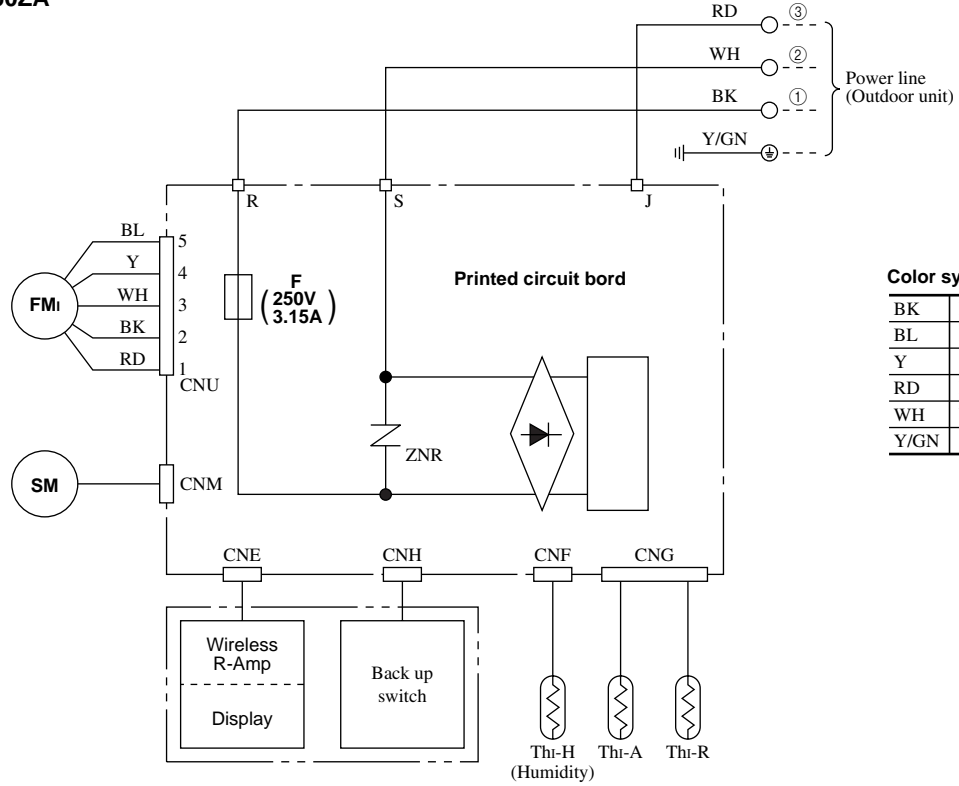 RD ③
WH ②
BK ①
Y/GN
Power line
(Outdoor unit)
R
S
J
BL 5
Y 4
WH 3
BK 2
RD 1
FMI
CNU
F
250V
3.15A
Printed circuit bord
ZNR
SM
CNM
CNE
CNH
CNF
CNG
Wireless
R-Amp
Display
Back up
switch
ThI-H
(Humidity)
ThI-A
ThI-R
Color sy
BK
BL
Y
RD
WH
Y/GN